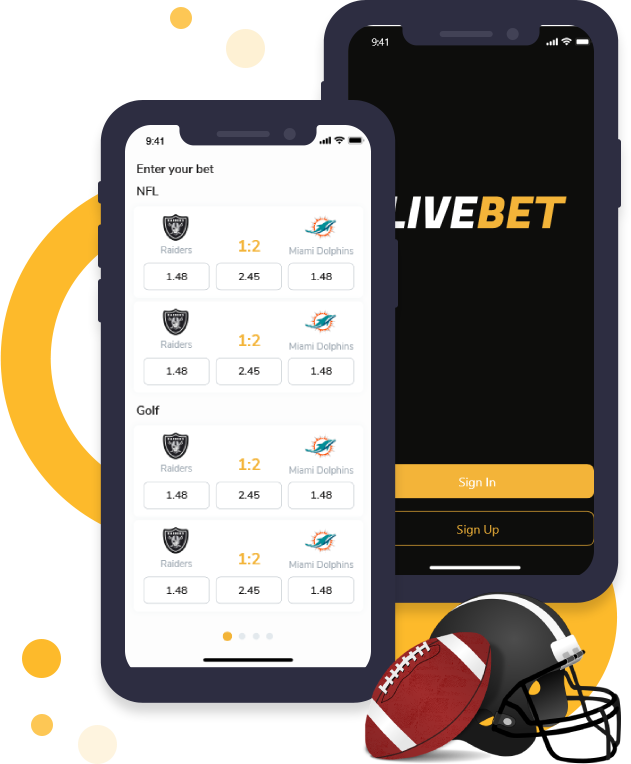 9:41
Enter your bet
NFL
Raiders 1:2 Miami Dolphins
1.48 2.45 1.48
Raiders 1:2 Miami Dolphins
1.48 2.45 1.48
Golf
Raiders 1:2 Miami Dolphins
1.48 2.45 1.48
Raiders 1:2 Miami Dolphins
1.48 2.45 1.48
9:41
LIVEBET
Sign In
Sign Up